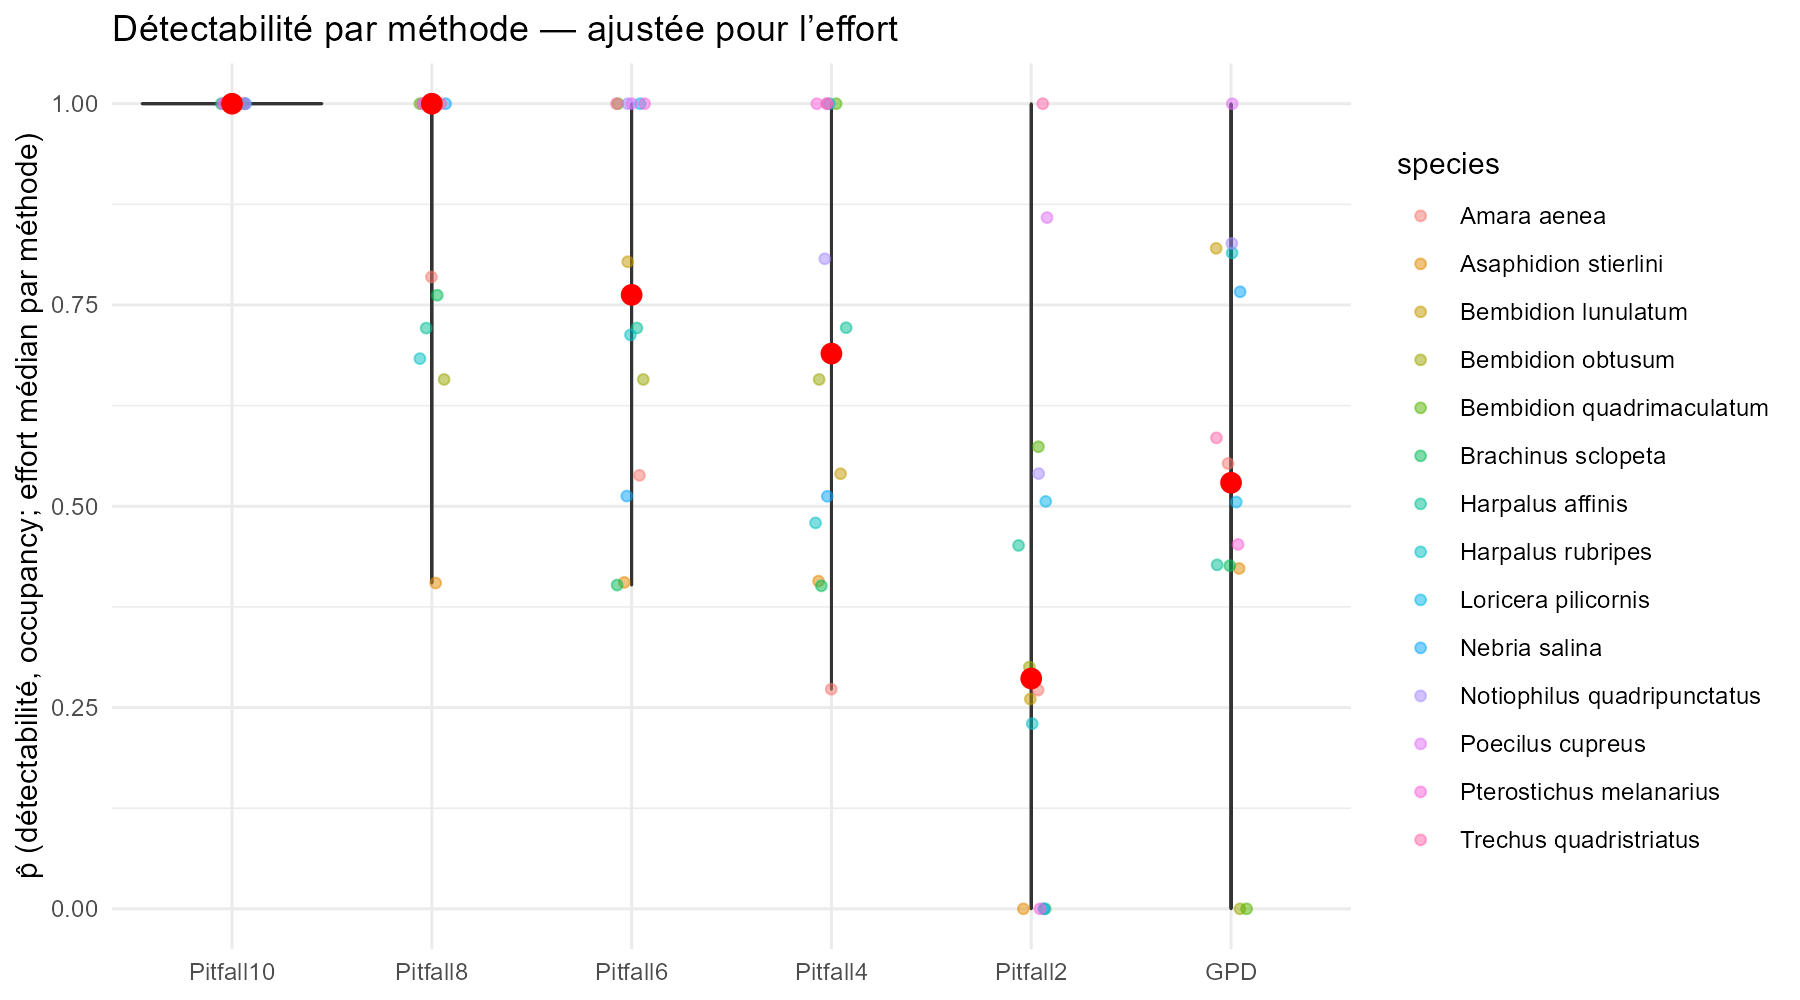 Détectabilité par méthode — ajustée pour l’effort
p̂ (détectabilité, occupancy; effort médian par méthode)
1.00
0.75
0.50
0.25
0.00
Pitfall10
Pitfall8
Pitfall6
Pitfall4
Pitfall2
GPD
species
Amara aenea
Asaphidion stierlini
Bembidion lunulatum
Bembidion obtusum
Bembidion quadrimaculatum
Brachinus sclopeta
Harpalus affinis
Harpalus rubripes
Loricera pilicornis
Nebria salina
Notiophilus quadripunctatus
Poecilus cupreus
Pterostichus melanarius
Trechus quadristriatus